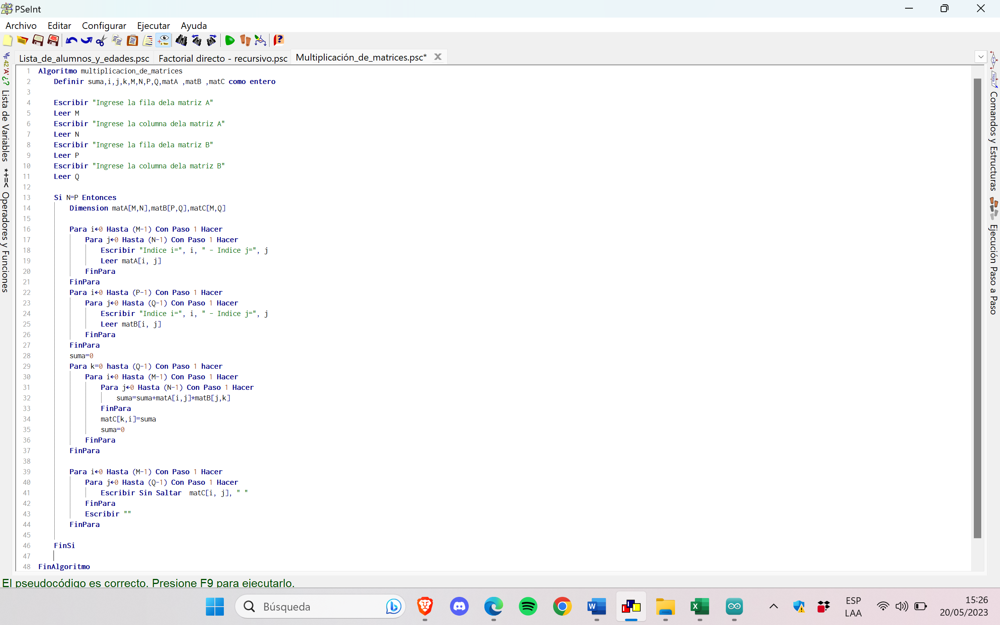 PSeInt
Archivo Editar Configurar Ejecutar Ayuda
Lista_de_alumnos_y_edades.psc Factorial directo - recursivo.psc Multiplicación_de_matrices.psc*
1 Algoritmo multiplicacion_de_matrices
2 Definir suma,i,j,k,M,N,P,Q,matA ,matB ,matC como entero
3
4 Escribir "Ingrese la fila dela matriz A"
5 Leer M
6 Escribir "Ingrese la columna dela matriz A"
7 Leer N
8 Escribir "Ingrese la fila dela matriz B"
9 Leer P
10 Escribir "Ingrese la columna dela matriz B"
11 Leer Q
12
13 Si N=P Entonces
14 Dimension matA[M,N],matB[P,Q],matC[M,Q]
15
16 Para i←0 Hasta (M-1) Con Paso 1 Hacer
17 Para j←0 Hasta (N-1) Con Paso 1 Hacer
18 Escribir "Indice i=", i, " - Indice j=", j
19 Leer matA[i, j]
20 FinPara
21 FinPara
22 Para i←0 Hasta (P-1) Con Paso 1 Hacer
23 Para j←0 Hasta (Q-1) Con Paso 1 Hacer
24 Escribir "Indice i=", i, " - Indice j=", j
25 Leer matB[i, j]
26 FinPara
27 FinPara
28 suma=0
29 Para k=0 hasta (Q-1) Con Paso 1 hacer
30 Para i←0 Hasta (M-1) Con Paso 1 Hacer
31 Para j←0 Hasta (N-1) Con Paso 1 Hacer
32 suma=suma+matA[i,j]*matB[j,k]
33 FinPara
34 matC[k,i]=suma
35 suma=0
36 FinPara
37 FinPara
38
39 Para i←0 Hasta (M-1) Con Paso 1 Hacer
40 Para j←0 Hasta (Q-1) Con Paso 1 Hacer
41 Escribir Sin Saltar matC[i, j], " "
42 FinPara
43 Escribir ""
44 FinPara
45
46 FinSi
47
48 FinAlgoritmo
V/F 42 'A' ¿? Lista de Variables
*+=< Operadores y Funciones
A>B 'Hola !' Comandos y Estructuras
Ejecución Paso a Paso
El pseudocódigo es correcto. Presione F9 para ejecutarlo.
Búsqueda
ESP
LAA
15:26
20/05/2023